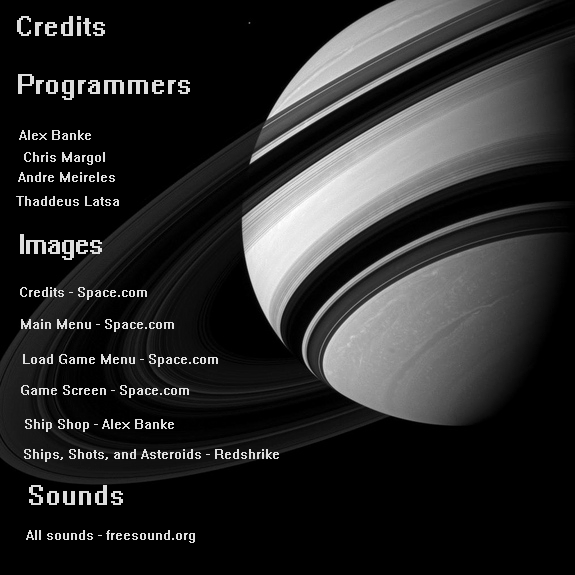 Credits
Programmers
Alex Banke
Chris Margol
Andre Meireles
Thaddeus Latsa
Images
Credits - Space.com
Main Menu - Space.com
Load Game Menu - Space.com
Game Screen - Space.com
Ship Shop - Alex Banke
Ships, Shots, and Asteroids - Redshrike
Sounds
All sounds - freesound.org